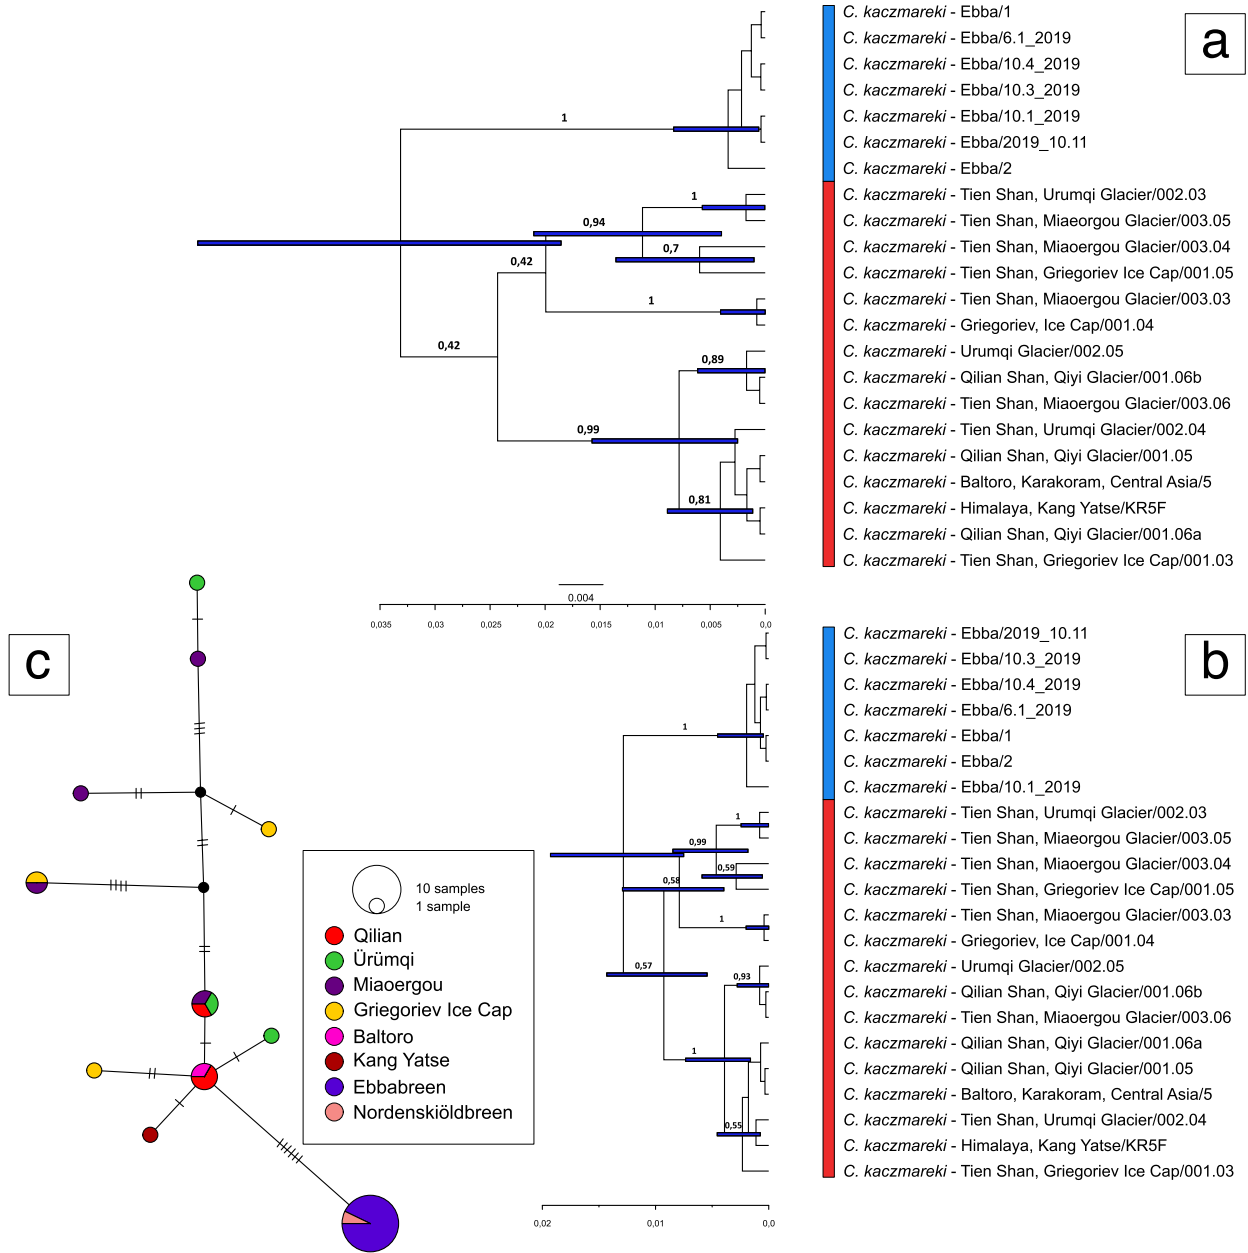 a
C. kaczmareki - Ebba/1
C. kaczmareki - Ebba/6.1_2019
C. kaczmareki - Ebba/10.4_2019
C. kaczmareki - Ebba/10.3_2019
C. kaczmareki - Ebba/10.1_2019
C. kaczmareki - Ebba/2019_10.11
C. kaczmareki - Ebba/2
C. kaczmareki - Tien Shan, Urumqi Glacier/002.03
C. kaczmareki - Tien Shan, Miaeorgou Glacier/003.05
C. kaczmareki - Tien Shan, Miaoergou Glacier/003.04
C. kaczmareki - Tien Shan, Griegoriev Ice Cap/001.05
C. kaczmareki - Tien Shan, Miaoergou Glacier/003.03
C. kaczmareki - Griegoriev, Ice Cap/001.04
C. kaczmareki - Urumqi Glacier/002.05
C. kaczmareki - Qilian Shan, Qiyi Glacier/001.06b
C. kaczmareki - Tien Shan, Miaoergou Glacier/003.06
C. kaczmareki - Tien Shan, Urumqi Glacier/002.04
C. kaczmareki - Qilian Shan, Qiyi Glacier/001.05
C. kaczmareki - Baltoro, Karakoram, Central Asia/5
C. kaczmareki - Himalaya, Kang Yatse/KR5F
C. kaczmareki - Qilian Shan, Qiyi Glacier/001.06a
C. kaczmareki - Tien Shan, Griegoriev Ice Cap/001.03
1
1
0,94
0,7
0,42
1
0,42
0,89
0,99
0,81
0.004
0,035 0,03 0,025 0,02 0,015 0,01 0,005 0,0
b
C. kaczmareki - Ebba/2019_10.11
C. kaczmareki - Ebba/10.3_2019
C. kaczmareki - Ebba/10.4_2019
C. kaczmareki - Ebba/6.1_2019
C. kaczmareki - Ebba/1
C. kaczmareki - Ebba/2
C. kaczmareki - Ebba/10.1_2019
C. kaczmareki - Tien Shan, Urumqi Glacier/002.03
C. kaczmareki - Tien Shan, Miaeorgou Glacier/003.05
C. kaczmareki - Tien Shan, Miaoergou Glacier/003.04
C. kaczmareki - Tien Shan, Griegoriev Ice Cap/001.05
C. kaczmareki - Tien Shan, Miaoergou Glacier/003.03
C. kaczmareki - Griegoriev, Ice Cap/001.04
C. kaczmareki - Urumqi Glacier/002.05
C. kaczmareki - Qilian Shan, Qiyi Glacier/001.06b
C. kaczmareki - Tien Shan, Miaoergou Glacier/003.06
C. kaczmareki - Qilian Shan, Qiyi Glacier/001.06a
C. kaczmareki - Qilian Shan, Qiyi Glacier/001.05
C. kaczmareki - Baltoro, Karakoram, Central Asia/5
C. kaczmareki - Tien Shan, Urumqi Glacier/002.04
C. kaczmareki - Himalaya, Kang Yatse/KR5F
C. kaczmareki - Tien Shan, Griegoriev Ice Cap/001.03
1
1
0,99
0,59
0,58
1
0,57
0,93
1
0,55
0,02 0,01 0,0
c
10 samples
1 sample
Qilian
Ürümqi
Miaoergou
Griegoriev Ice Cap
Baltoro
Kang Yatse
Ebbabreen
Nordenskiöldbreen